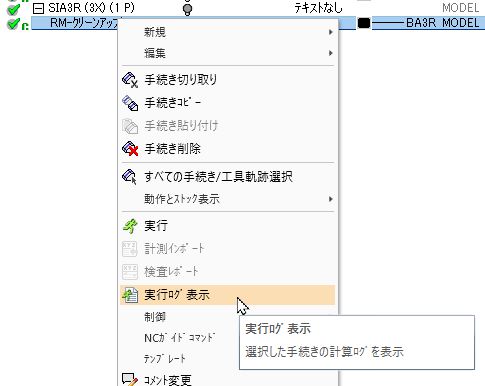 SIA3R (3X) (1 P) テキストなし MODEL
RM-クリーンアップ BA3R MODEL
新規
編集
手続き切り取り
手続きｺﾋﾟｰ
手続き貼り付け
手続き削除
すべての手続き/工具軌跡選択
動作とストック表示
実行
計測ｲﾝﾎﾟｰﾄ
検査ﾚﾎﾟｰﾄ
実行ﾛｸﾞ表示
制御
NCｶﾞｲﾄﾞｺﾏﾝﾄﾞ
ﾃﾝﾌﾟﾚｰﾄ
ｺﾒﾝﾄ変更
実行ﾛｸﾞ表示
選択した手続きの計算ﾛｸﾞを表示